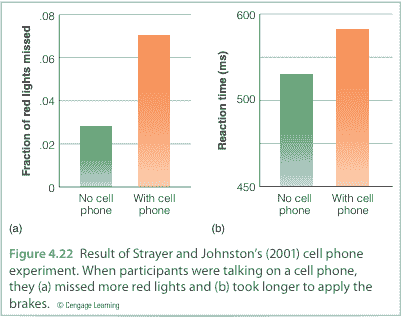 Fraction of red lights missed
.08
.06
.04
.02
0
No cell
phone
With cell
phone
(a)
Reaction time (ms)
600
500
450
No cell
phone
With cell
phone
(b)
Figure 4.22 Result of Strayer and Johnston's (2001) cell phone
experiment. When participants were talking on a cell phone,
they (a) missed more red lights and (b) took longer to apply the
brakes. © Cengage Learning